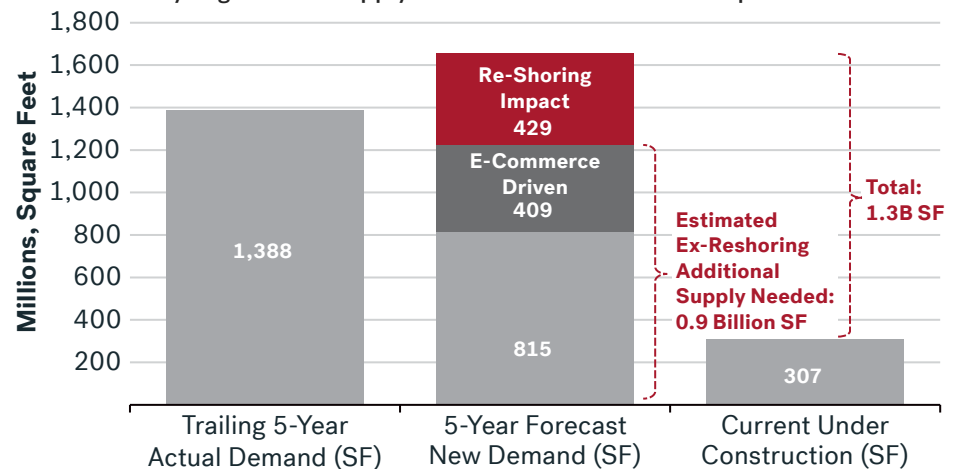 1,800
1,600
1,400
1,200
1,000
800
600
400
200
Millions, Square Feet
1,388
Re-Shoring
Impact
429
E-Commerce
Driven
409
815
Estimated
Ex-Reshoring
Additional
Supply Needed:
0.9 Billion SF
Total:
1.3B SF
307
Trailing 5-Year
Actual Demand (SF)
5-Year Forecast
New Demand (SF)
Current Under
Construction (SF)